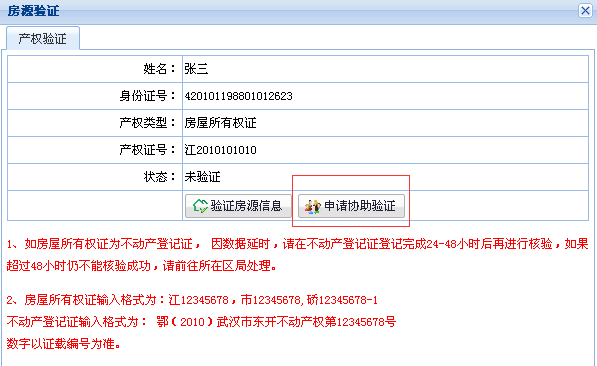 房源验证
产权验证
姓名： 张三
身份证号： 420101198801012623
产权类型： 房屋所有权证
产权证号： 江2010101010
状态： 未验证
验证房源信息 申请协助验证
1、如房屋所有权证为不动产登记证， 因数据延时，请在不动产登记证登记完成24-48小时后再进行核验，如果
超过48小时仍不能核验成功，请前往所在区局处理。
2、房屋所有权证输入格式为：江12345678，市12345678,硚12345678-1
不动产登记证输入格式为： 鄂（2010）武汉市东开不动产权第12345678号
数字以证载编号为准。